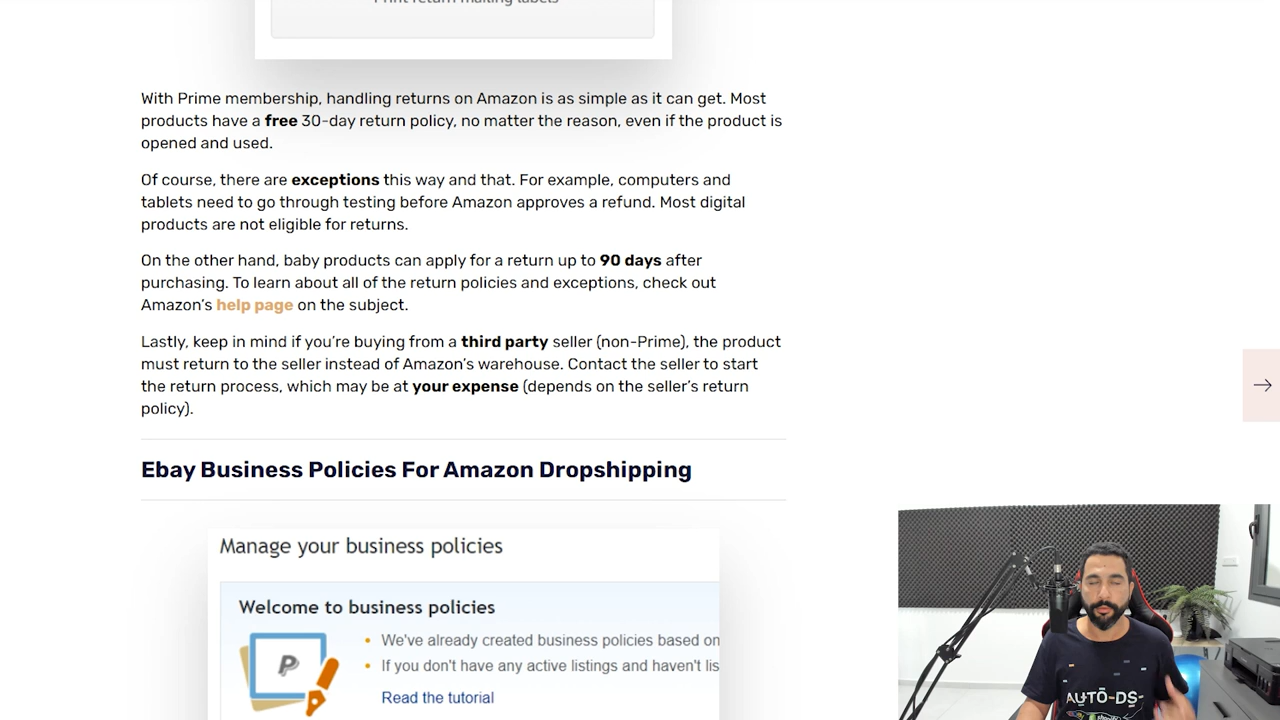 Print return mailing labels
With Prime membership, handling returns on Amazon is as simple as it can get. Most
products have a free 30-day return policy, no matter the reason, even if the product is
opened and used.
Of course, there are exceptions this way and that. For example, computers and
tablets need to go through testing before Amazon approves a refund. Most digital
products are not eligible for returns.
On the other hand, baby products can apply for a return up to 90 days after
purchasing. To learn about all of the return policies and exceptions, check out
Amazon’s help page on the subject.
Lastly, keep in mind if you’re buying from a third party seller (non-Prime), the product
must return to the seller instead of Amazon’s warehouse. Contact the seller to start
the return process, which may be at your expense (depends on the seller’s return
policy).
Ebay Business Policies For Amazon Dropshipping
Manage your business policies
Welcome to business policies
We've already created business policies based on
If you don't have any active listings and haven't lis
Read the tutorial
AUTO-DS